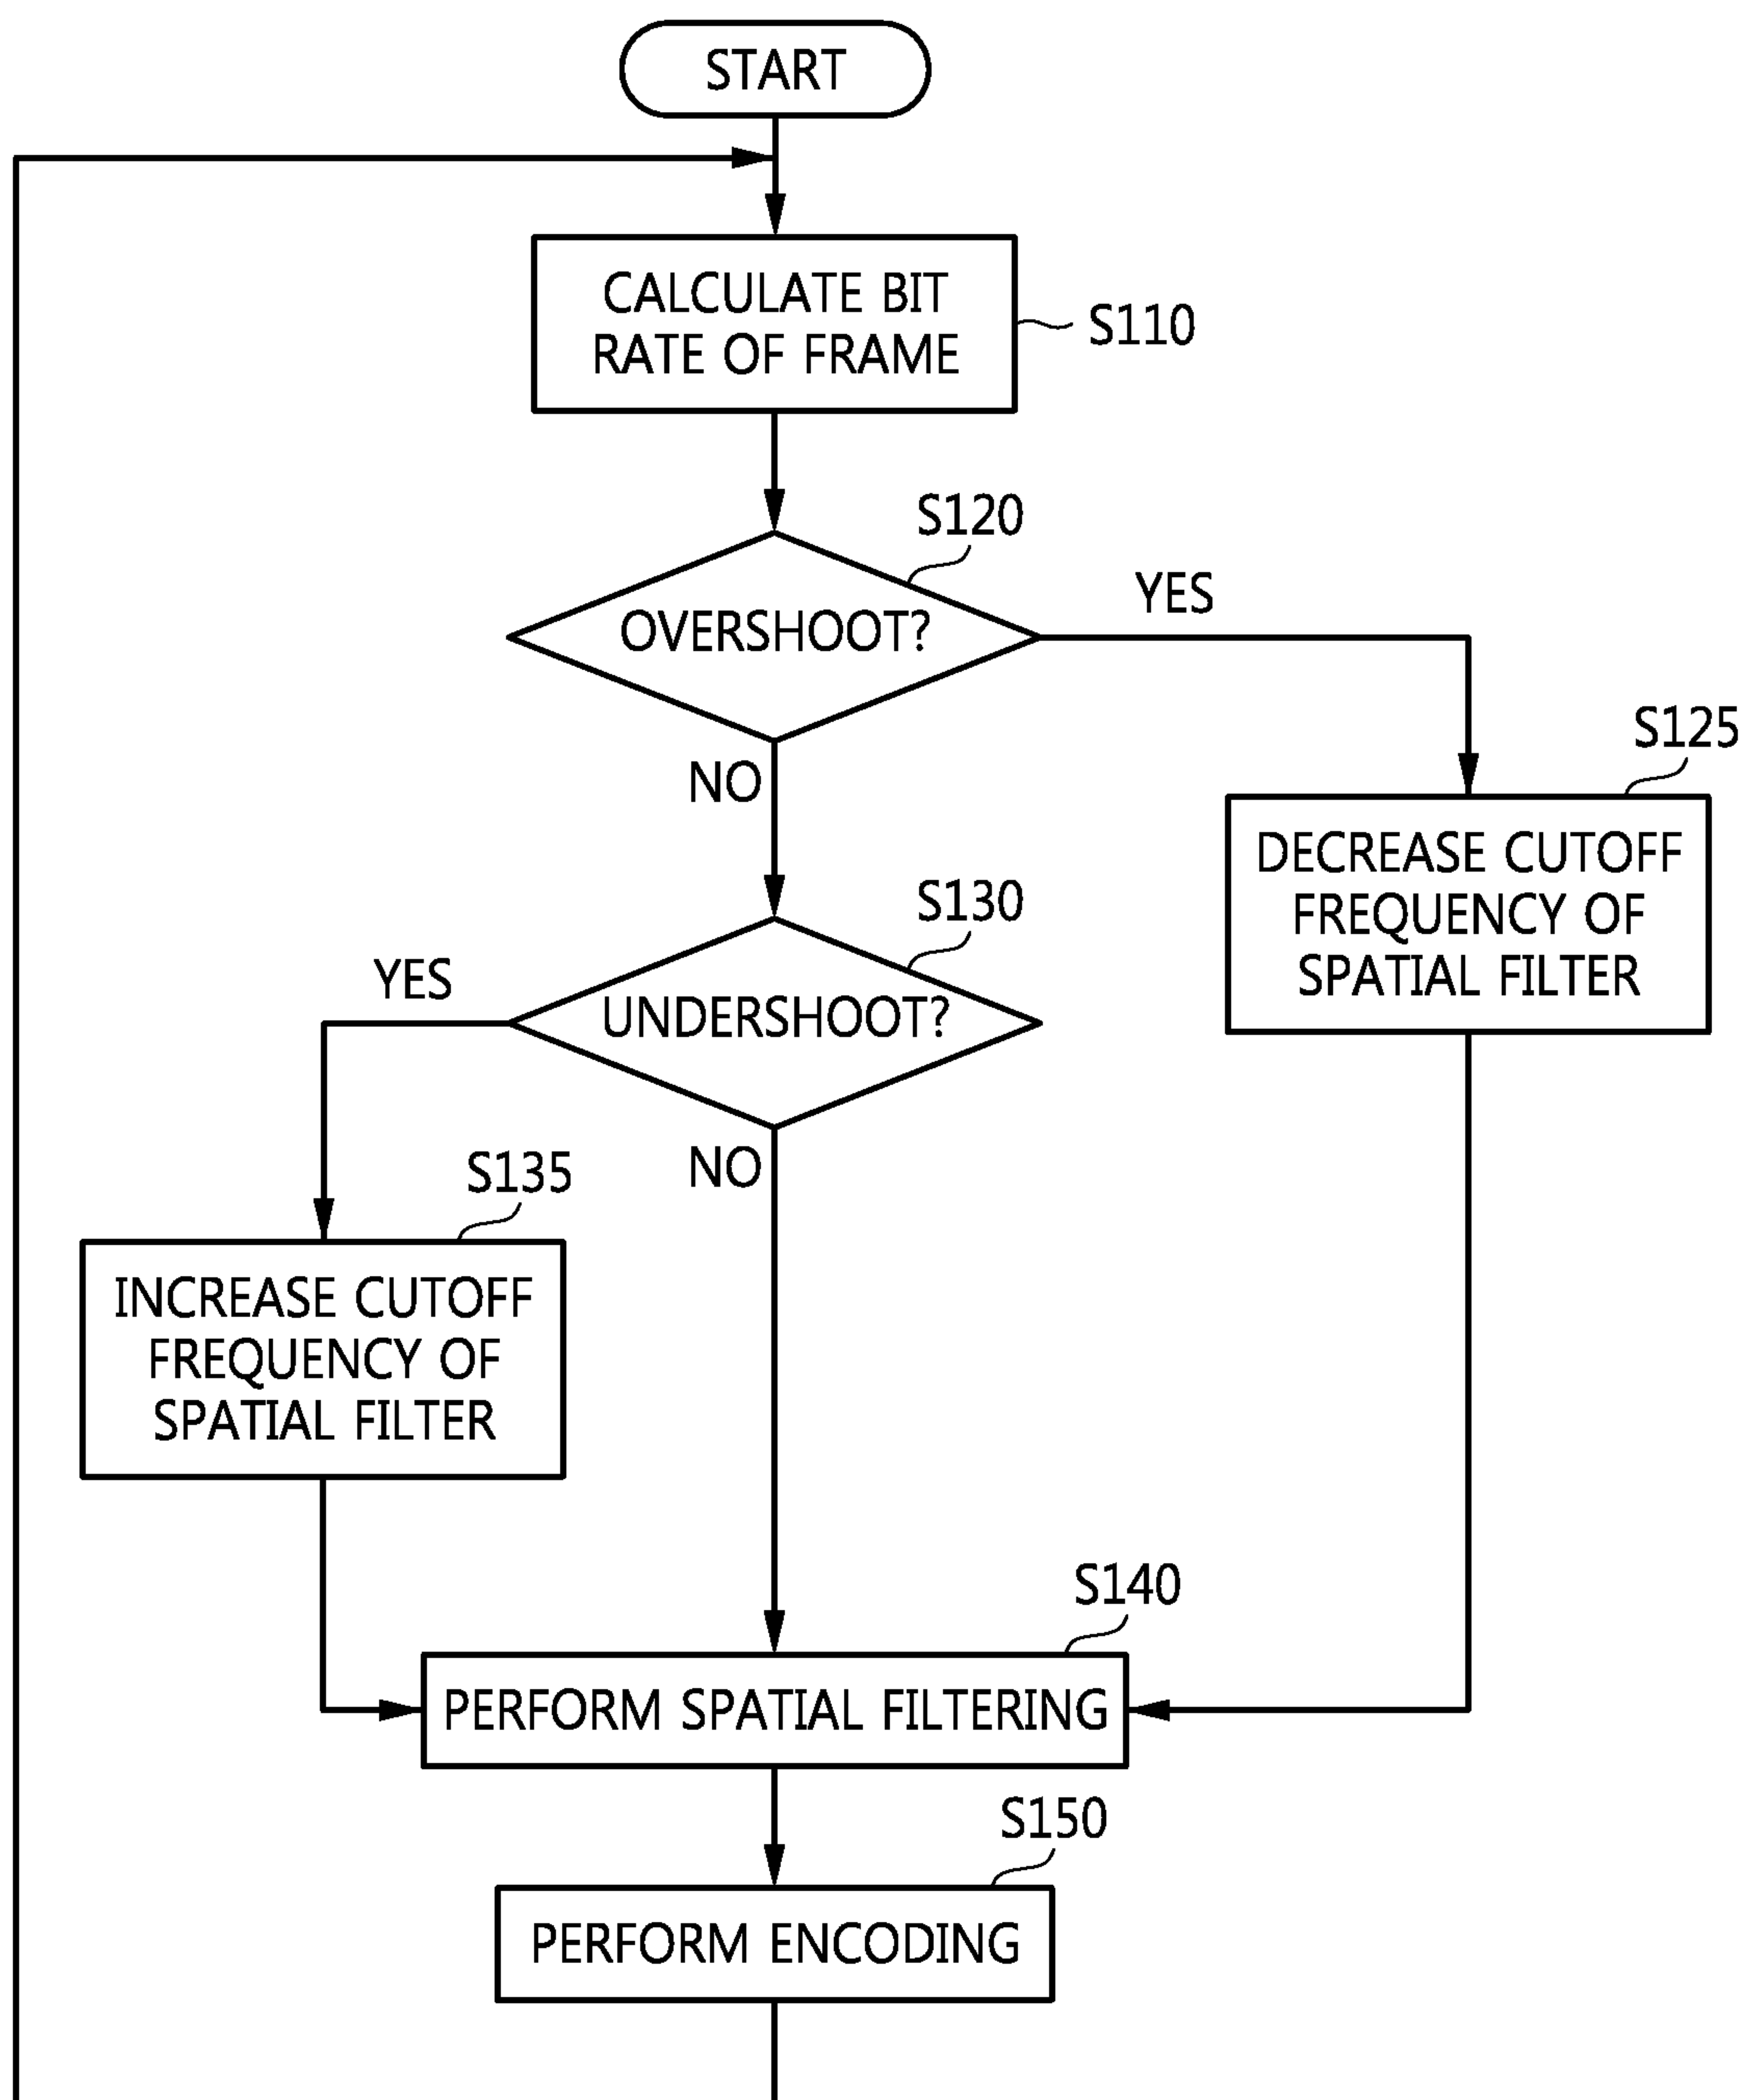 START
CALCULATE BIT
RATE OF FRAME
S110
S120
OVERSHOOT?
YES
NO
S125
DECREASE CUTOFF
FREQUENCY OF
SPATIAL FILTER
S130
UNDERSHOOT?
YES
NO
S135
INCREASE CUTOFF
FREQUENCY OF
SPATIAL FILTER
S140
PERFORM SPATIAL FILTERING
S150
PERFORM ENCODING